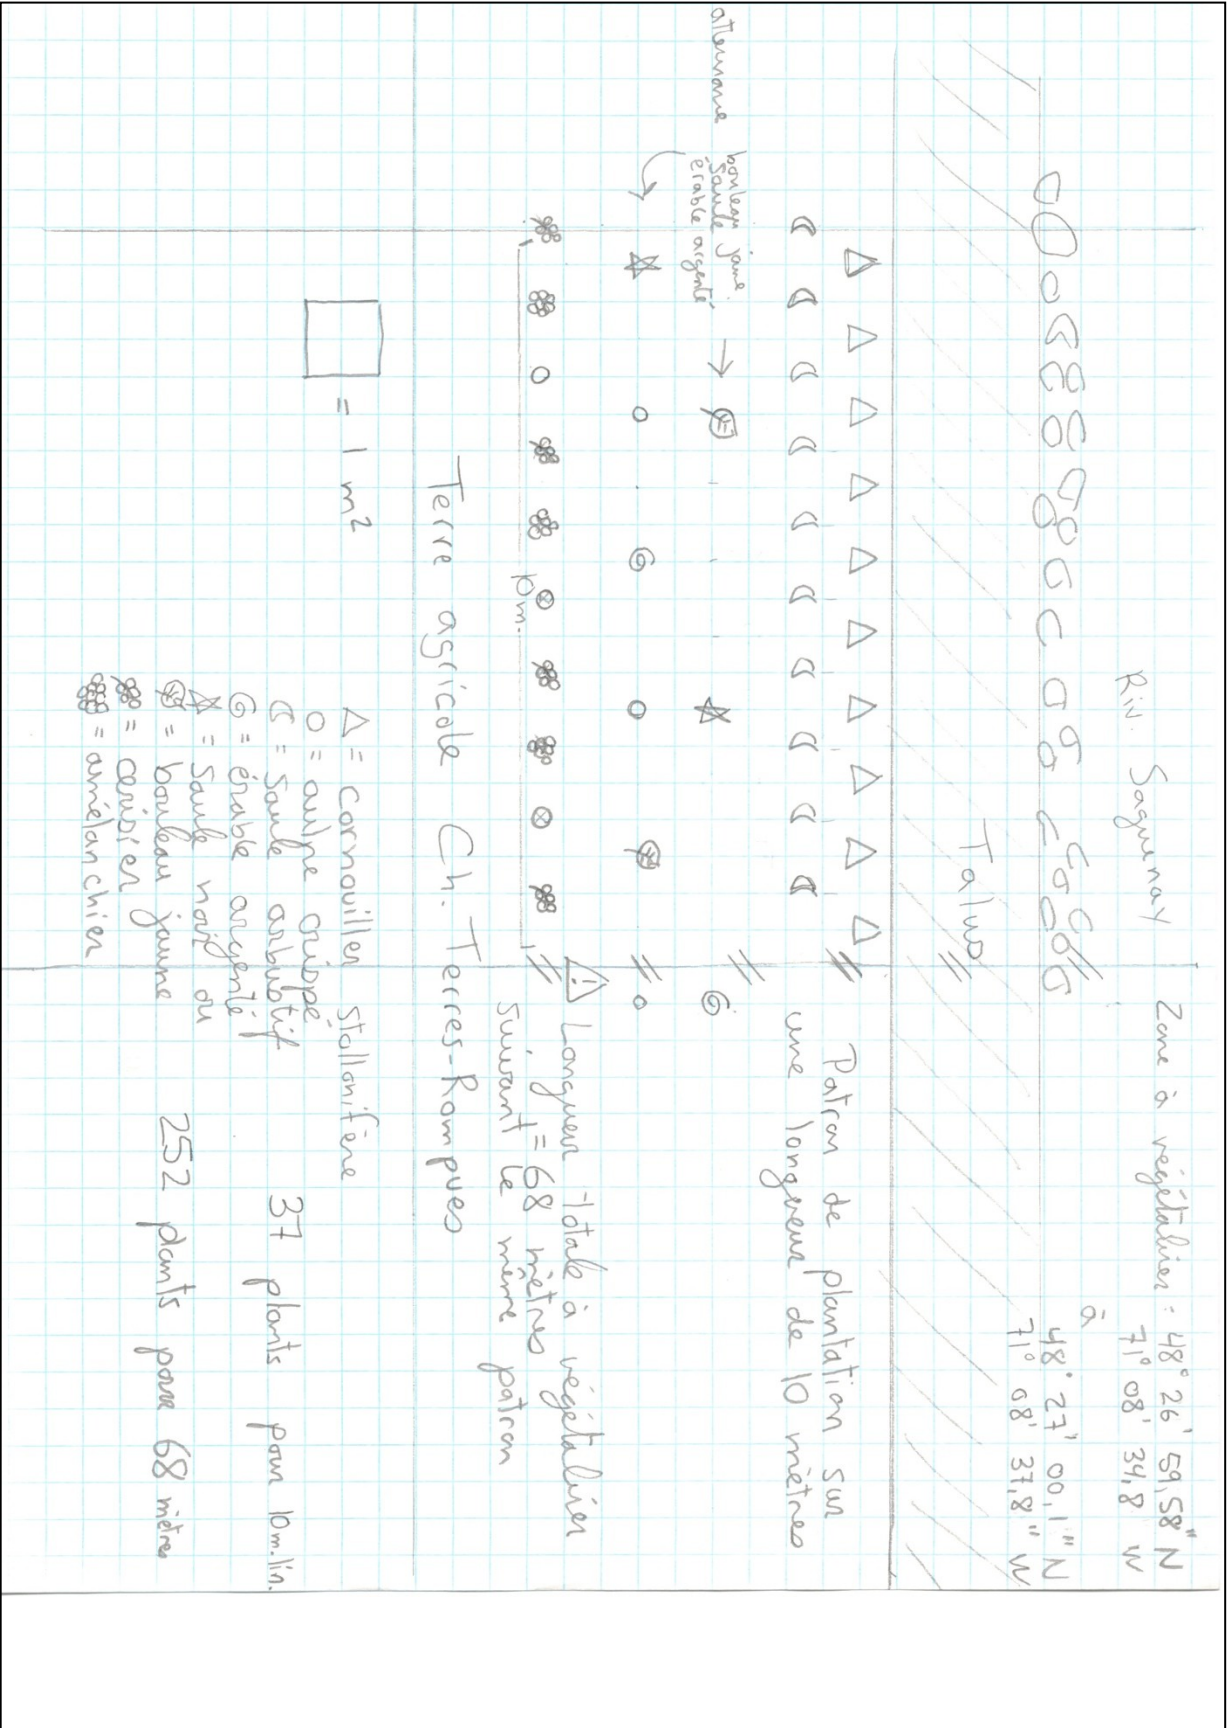 Zone à végétaliser : 48° 26' 59,58" N
71° 08' 34,8 W
à
48° 27' 00,1" N
71° 08' 37,8" W
Riv. Saguenay
Talus
Patron de plantation sur
une longueur de 10 mètres
bouleau jaune
saule
érable argenté
Longueur totale à végétaliser
= 68 mètres
suivant le même patron
10 m.
Terre agricole Ch. Terres-Rompues
= 1 m²
Δ = Cornouiller stollonifère
O = aulne crispé
= Saule arbustif
= érable argenté
☆ = Saule noir ou
= bouleau jaune
= cerisier
= amélanchier
37 plants pour 10 m. lin.
252 plants pour 68 mètres